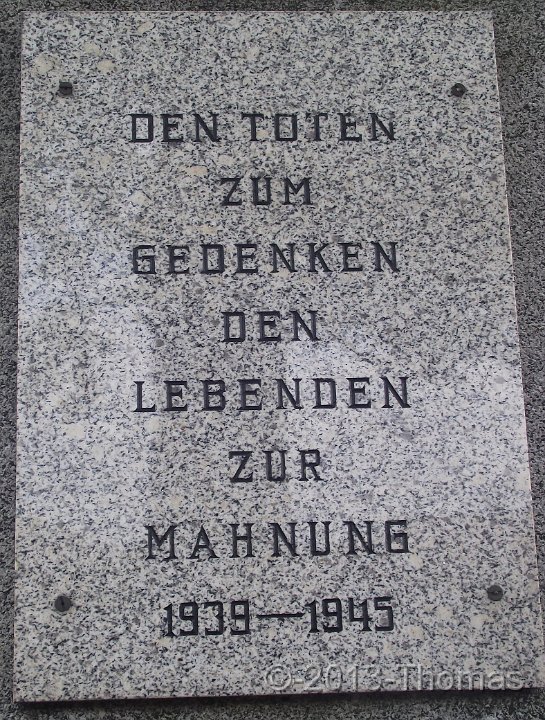 DEN TOTEN
ZUM
GEDENKEN
DEN
LEBENDEN
ZUR
MAHNUNG
1939—1945
©-2013-Thomas